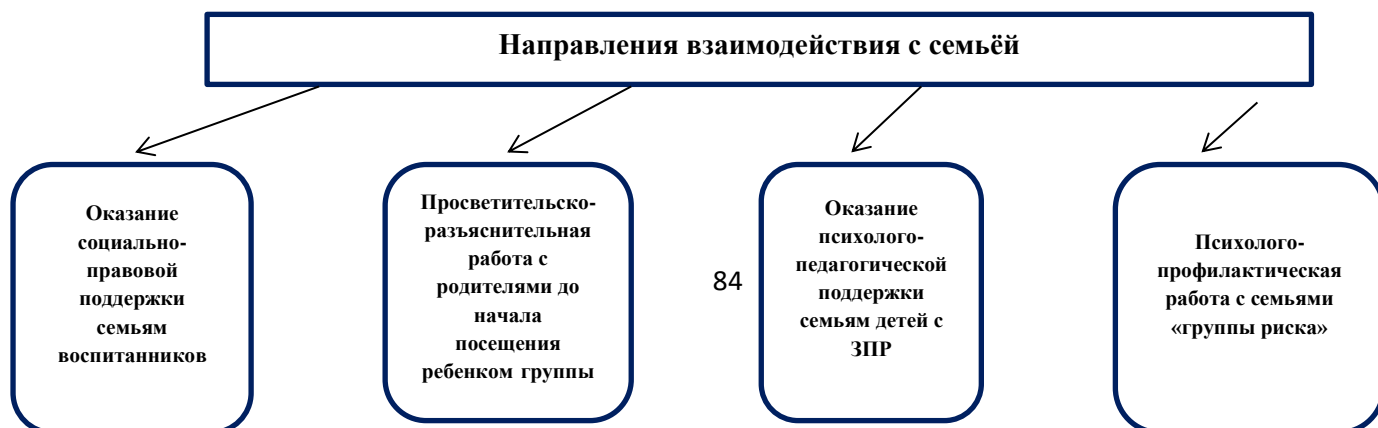 Направления взаимодействия с семьёй
Оказание
социально-
правовой
поддержки
семьям
воспитанников
Просветительско-
разъяснительная
работа с
родителями до
начала
посещения
ребенком группы
84
Оказание
психолого-
педагогической
поддержки
семьям детей с
ЗПР
Психолого-
профилактическая
работа с семьями
«группы риска»